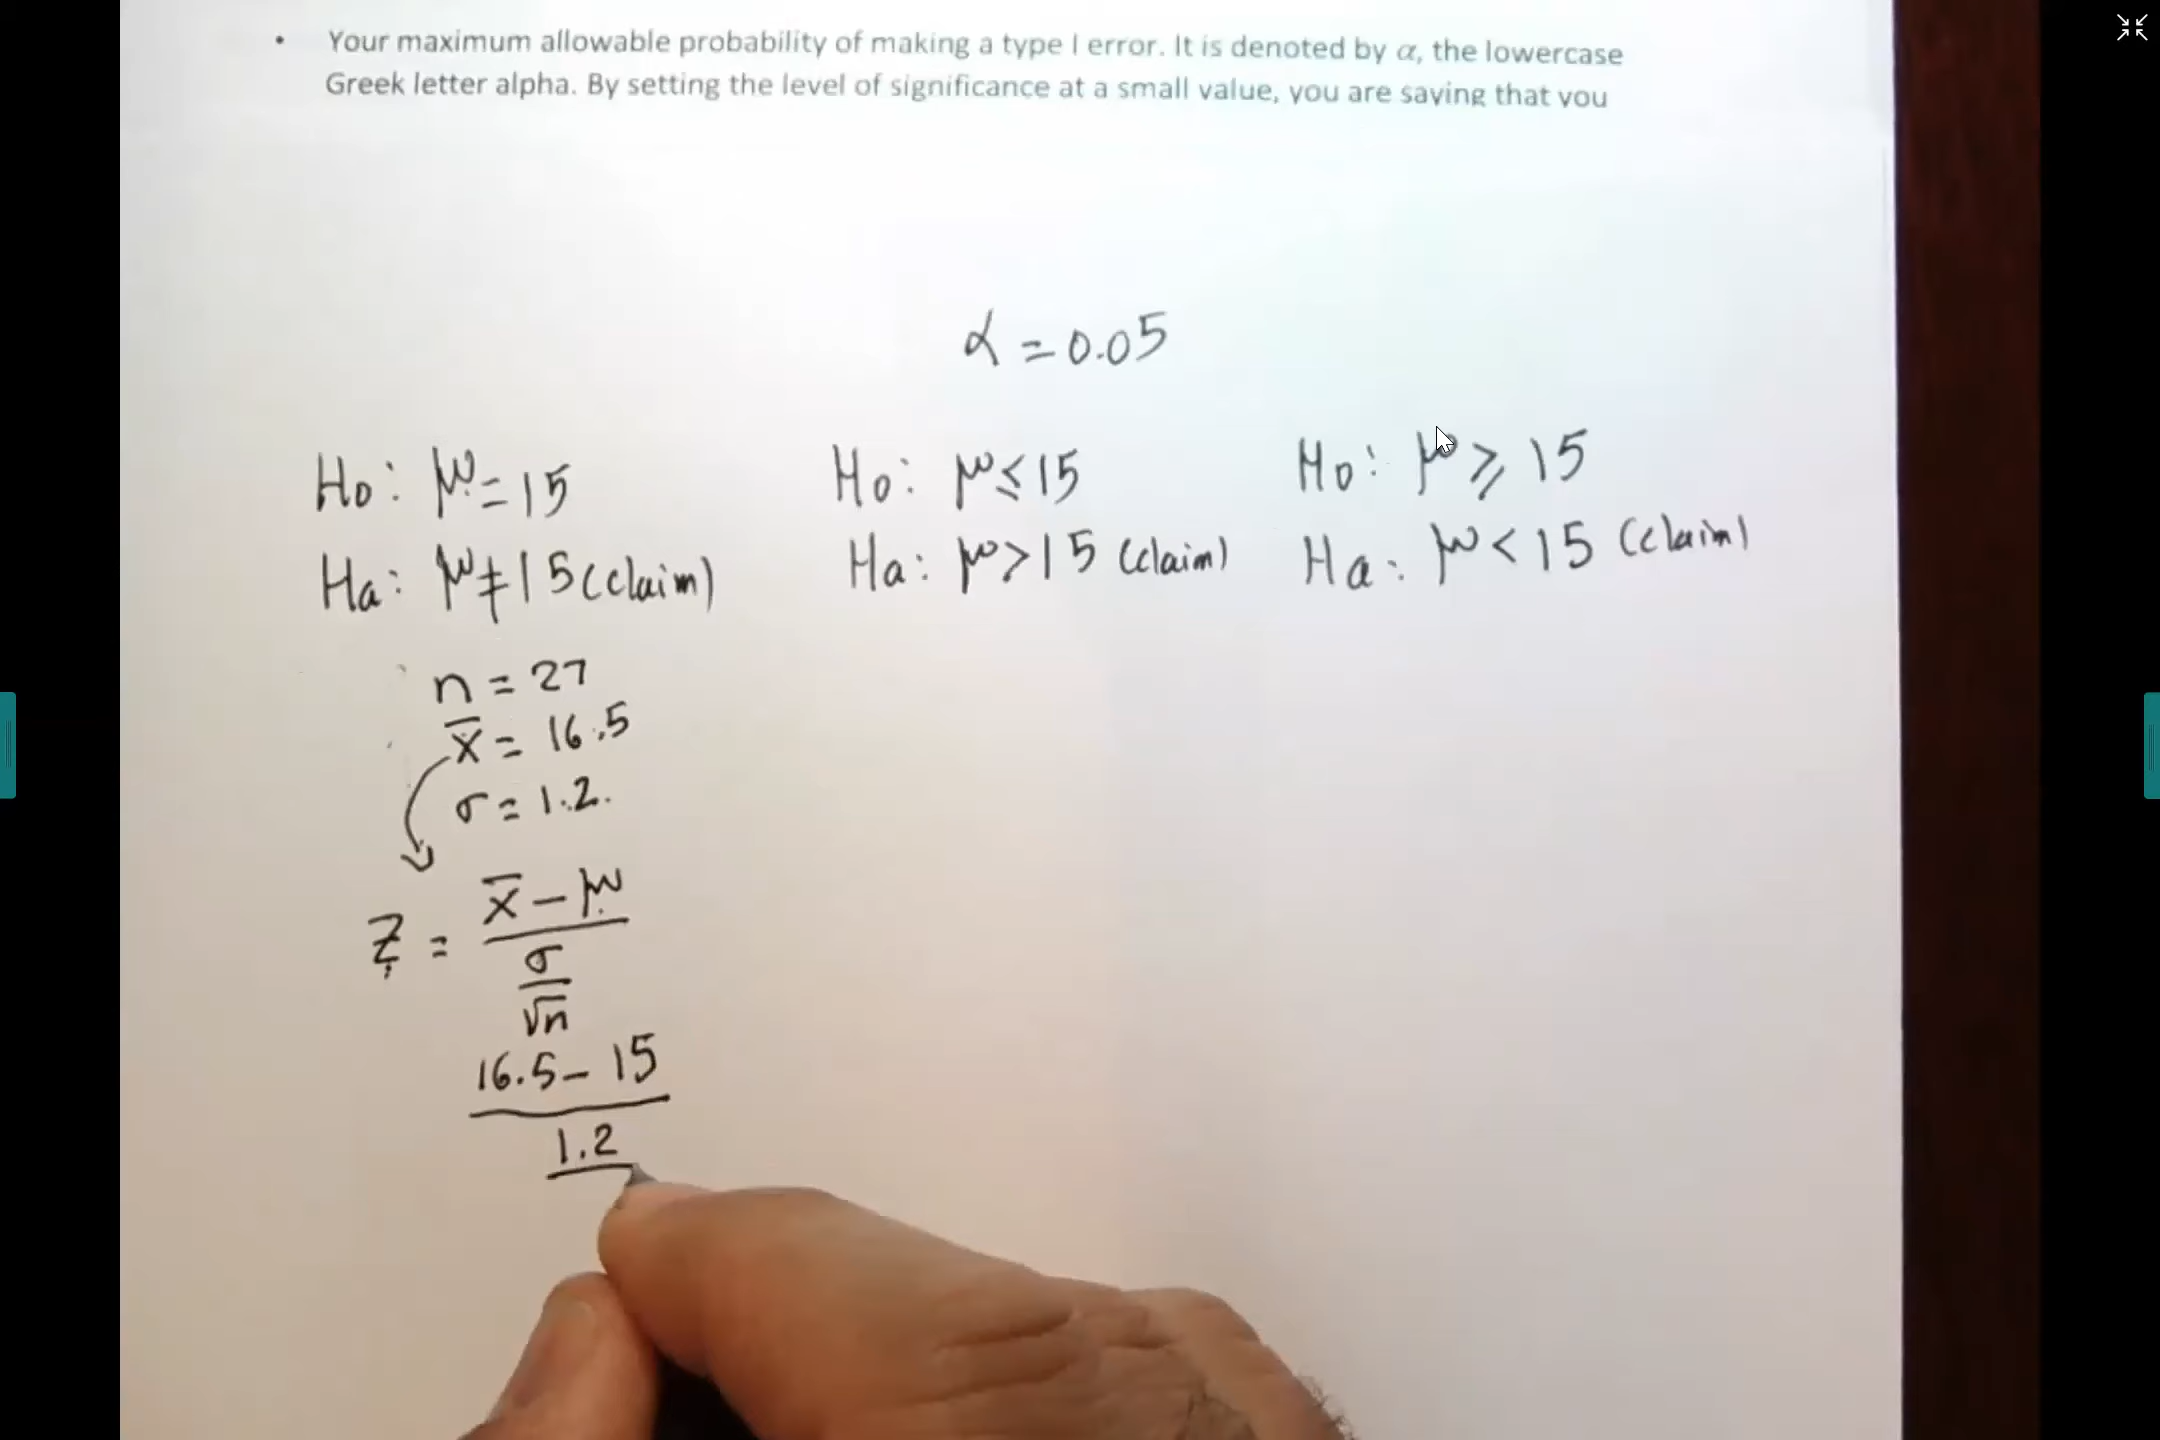 • Your maximum allowable probability of making a type I error. It is denoted by α, the lowercase
Greek letter alpha. By setting the level of significance at a small value, you are saying that you
α = 0.05
Ho: μ = 15
Ha: μ ≠ 15 (claim)
Ho: μ ≤ 15
Ha: μ > 15 (claim)
Ho: μ ≥ 15
Ha: μ < 15 (claim)
n = 27
x̄ = 16.5
σ = 1.2.
Z = x̄ - μ
σ
√n
16.5 - 15
1.2